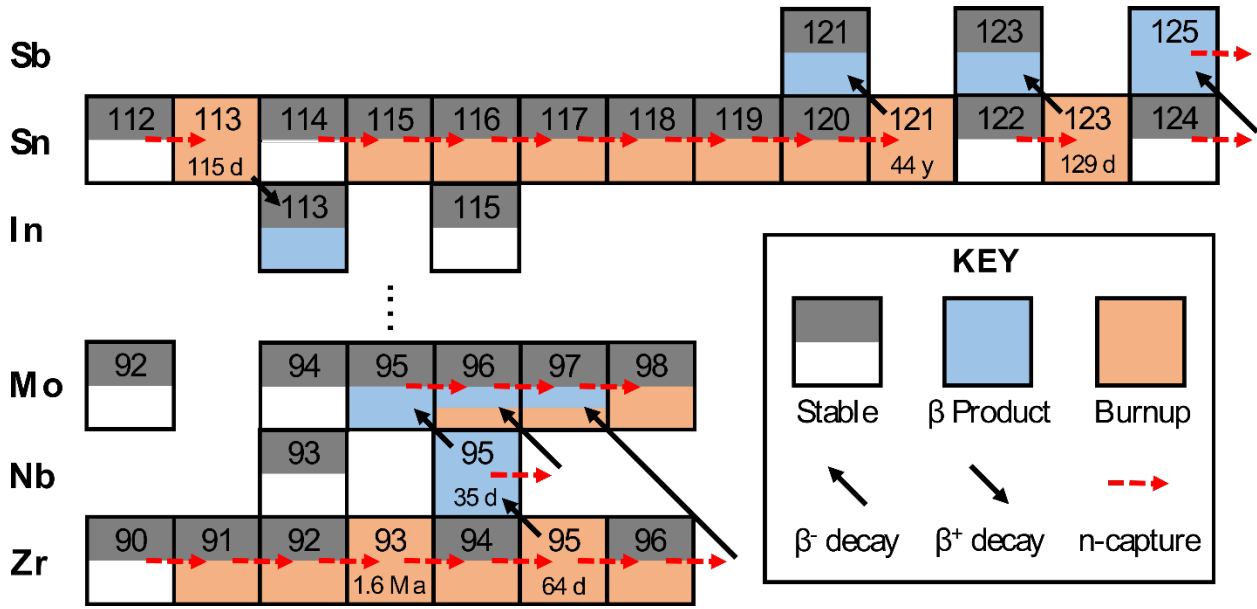 Sb 121 123 125
Sn 112 113 114 115 116 117 118 119 120 121 122 123 124
115 d 44 y 129 d
In 113 115
KEY
Mo 92 94 95 96 97 98
Stable β Product Burnup
Nb 93 95
35 d
β⁻ decay β⁺ decay n-capture
Zr 90 91 92 93 94 95 96
1.6 Ma 64 d